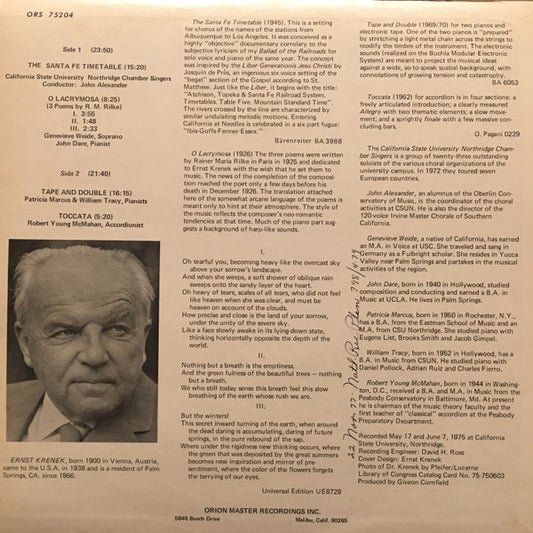 ORS 75204
Side 1 (23:50)
THE SANTA FE TIMETABLE (15:20)
California State University Northridge Chamber Singers
Conductor: John Alexander
O LACRYMOSA (8:25)
(3 Poems by R. M. Rilke)
I. 3:55
II. 1:48
III. 2:33
Genevieve Weide, Soprano
John Dare, Pianist
Side 2 (21:40)
TAPE AND DOUBLE (16:15)
Patricia Marcus & William Tracy, Pianists
TOCCATA (5:20)
Robert Young McMahan, Accordionist
ERNST KRENEK, born 1900 in Vienna, Austria,
came to the U.S.A. in 1938 and is a resident of Palm
Springs, CA. since 1966.
The Santa Fe Timetable (1945). This is a setting
for chorus of the names of the stations from
Albuquerque to Los Angeles. It was conceived as a
highly "objective" documentary corrolary to the
subjective lyricism of my Ballad of the Railroads for
solo voice and piano of the same year. The concept
was inspired by the Liber Generationis Jesu Christi by
Josquin de Près, an ingenious six-voice setting of the
"begat" section of the Gospel according to St.
Matthew. Just like the Liber, it begins with the title:
"Atchison, Topeka & Santa Fe Railroad System,
Timetables. Table Five. Mountain Standard Time".
The rivers crossed by the line are characterized by
similar undulating melodic motions. Entering
California at Needles is celebrated in a six part fugue:
"Ibis Goffs Fenner Essex."
Bärenreiter BA 3988
O Lacrymosa (1926) The three poems were written
by Rainer Maria Rilke in Paris in 1925 and dedicated
to Ernst Krenek with the wish that he set them to
music. The news of the completion of the composi-
tion reached the poet only a few days before his
death in December 1926. The translation attached
here of the somewhat arcane language of the poems is
meant only to hint at their atmosphere. The style of
the music reflects the composer's neo-romantic
tendencies at that time. Much of the piano part sug-
gests a background of harp-like sounds.
I.
Oh tearful you, becoming heavy like the overcast sky
above your sorrow's landscape.
And when she weeps, a soft shower of oblique rain
sweeps onto the sandy layer of the heart.
Oh heavy of tears, scales of all tears, who did not feel
like heaven when she was clear, and must be
heaven on account of the clouds.
How precise and close is the land of your sorrow,
under the unity of the severe sky.
Like a face slowly awake in its lying down state,
thinking horizontally opposite the depth of the
world.
II.
Nothing but a breath is the emptiness.
And the green fulness of the beautiful trees – nothing
but a breath.
We who still today sense this breath feel this slow
breathing of the earth whose rush we are.
III.
But the winters!
This secret inward turning of the earth, when around
the dead daring is accumulating, daring of future
springs, in the pure rebound of the sap.
Where under the rigidness new thinking occurs, where
the green that was deposited by the great summers
becomes new inspiration and mirror of pre-
sentiment, where the color of the flowers forgets
the tarrying of our eyes.
Universal Edition UE8729
Tape and Double (1969/70) for two pianos and
electronic tape. One of the two pianos is "prepared"
by stretching a light metal chain across the strings to
modify the timbre of the instrument. The electronic
sounds (realized on the Buchla Modular Electronic
System) are meant to project the musical ideas
against a wide, so-to-speak spatial background, with
connotations of growing tension and catastrophy.
BA 6053
Toccata (1962) for accordion is in four sections: a
freely articulated introduction; a clearly measured
Allegro with two thematic elements; a slow move-
ment; and a sprightly finale with a few massive con-
cluding bars.
O. Pagani 0229
The California State University Northridge Cham-
ber Singers is a group of twenty-three outstanding
soloists of the various choral organizations of the
university campus. In 1972 they toured seven
European countries.
John Alexander, an alumnus of the Oberlin Con-
servatory of Music, is the coordinator of the choral
activities at CSUN. He is also the director of the
120-voice Irvine Master Chorale of Southern
California.
Genevieve Weide, a native of California, has earned
an M.A. in Voice at USC. She traveled and sang in
Germany as a Fulbright scholar. She resides in Yucca
Valley near Palm Springs and partakes in the musical
activities of the region.
John Dare, born in 1940 in Hollywood, studied
composition and conducting and earned a B.A. in
Music at UCLA. He lives in Palm Springs.
Patricia Marcus, born in 1950 in Rochester, N.Y.,
has a B.A. from the Eastman School of Music and an
M.A. from CSU Northridge. She studied piano with
Eugene List, Brooks Smith and Jacob Gimpel.
William Tracy, born in 1952 in Hollywood, has a
B.A. in Music from CSUN. He studied piano with
Daniel Pollock, Adrian Ruiz and Charles Fierro.
Robert Young McMahan, born in 1944 in Washing-
ton, D.C., received a B.A. and M.A. in Music from the
Peabody Conservatory in Baltimore, Md. At present
he is chairman of the music theory faculty and the
first teacher of "classical" accordion at the Peabody
Preparatory Department.
Recorded May 17 and June 7, 1975 at California
State University, Northridge.
Recording Engineer: David H. Ross
Cover Design: Ernst Krenek
Photo of Dr. Krenek by Pfeifer/Lucerne
Library of Congress Catalog Card No. 75-750603
Produced by Giveon Cornfield
22 Nov 77
ORION MASTER RECORDINGS INC.
5840 Busch Drive Malibu, Calif. 90265